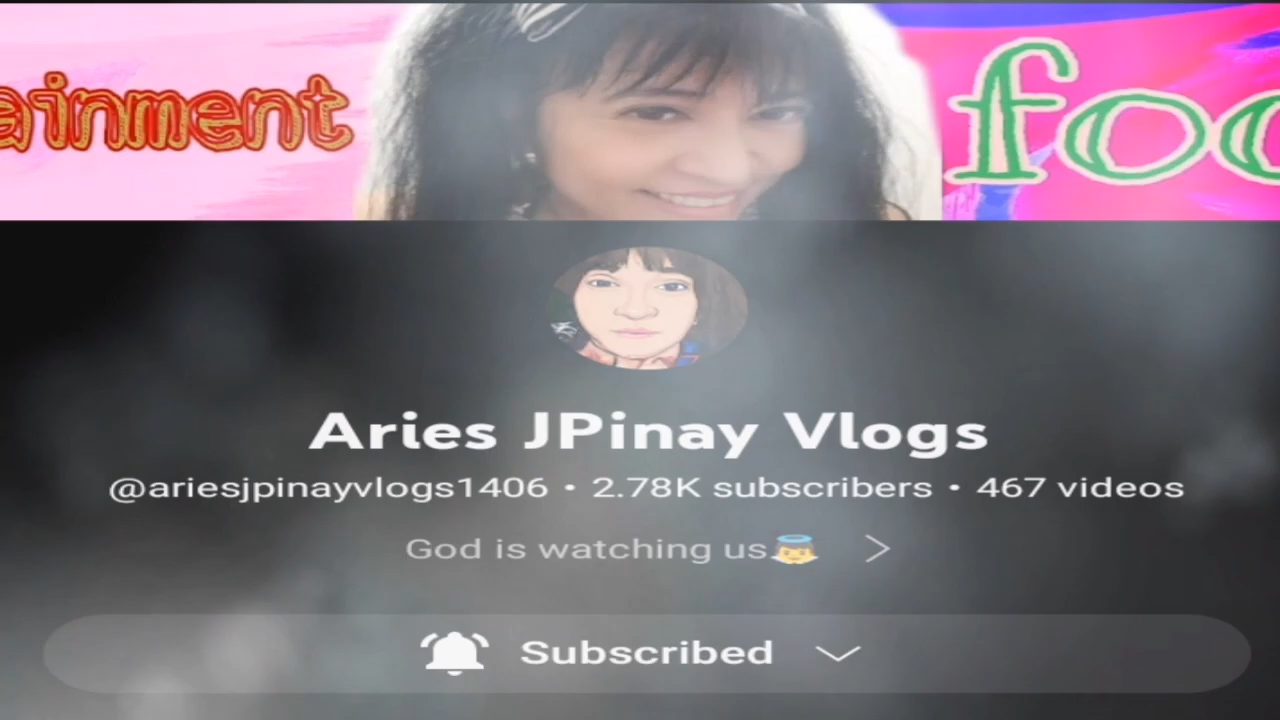 ainment
foo
Aries JPinay Vlogs
@ariesjpinayvlogs1406 • 2.78K subscribers • 467 videos
God is watching us👼 >
Subscribed